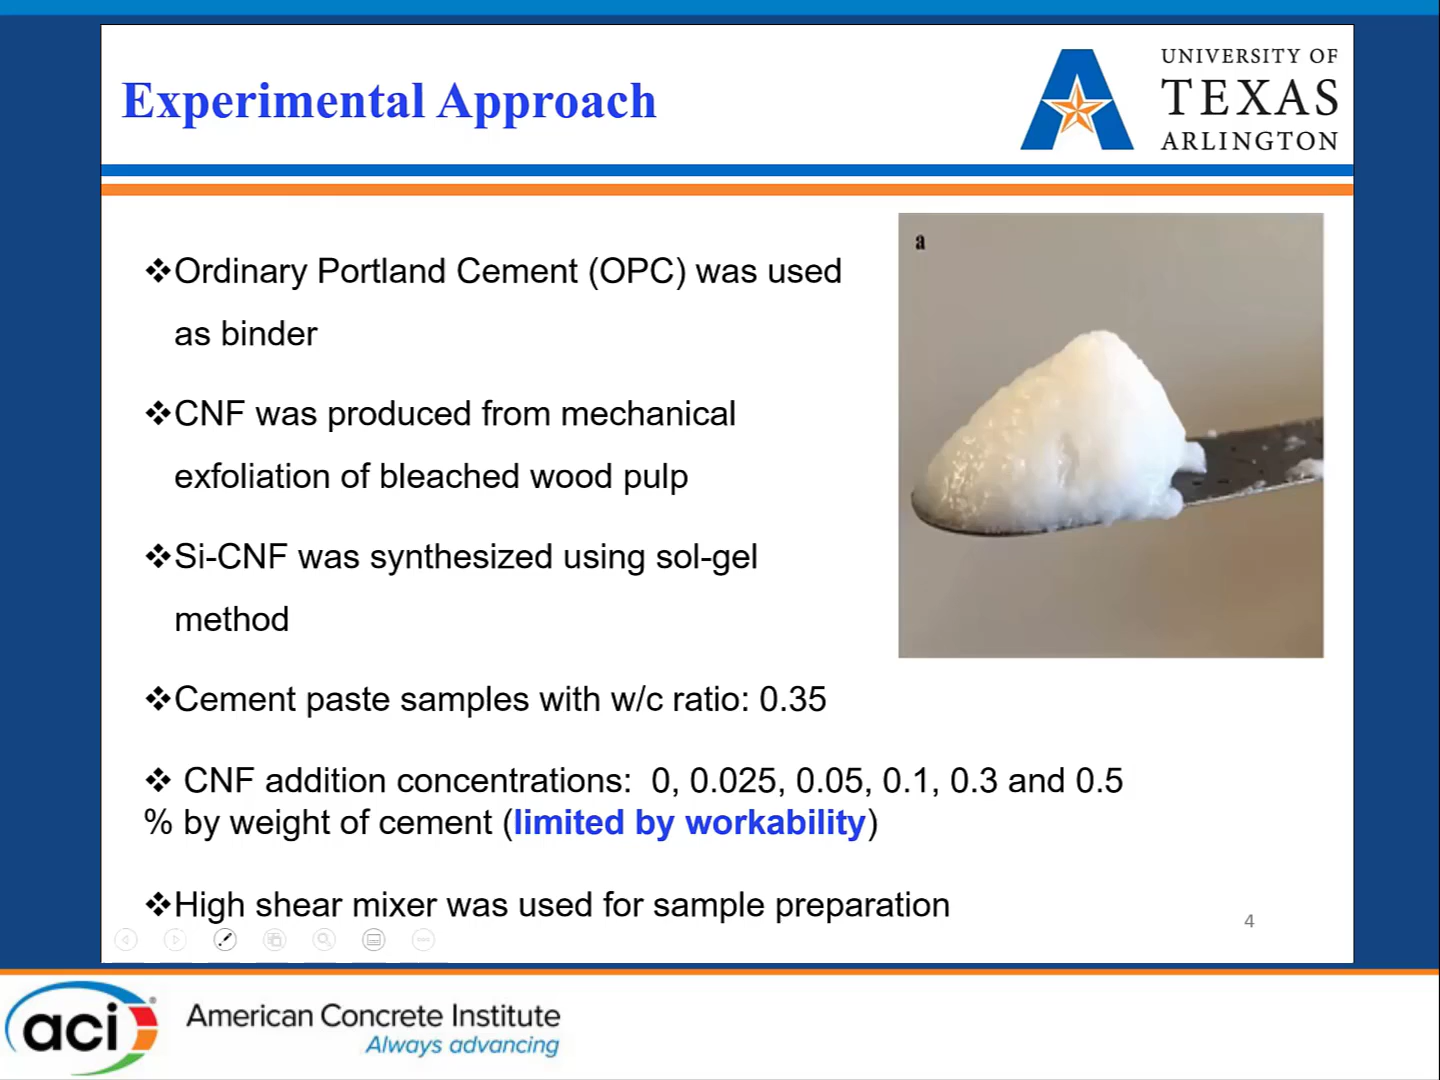 Experimental Approach
UNIVERSITY OF
TEXAS
ARLINGTON
a
❖Ordinary Portland Cement (OPC) was used
as binder
❖CNF was produced from mechanical
exfoliation of bleached wood pulp
❖Si-CNF was synthesized using sol-gel
method
❖Cement paste samples with w/c ratio: 0.35
❖ CNF addition concentrations: 0, 0.025, 0.05, 0.1, 0.3 and 0.5
% by weight of cement (limited by workability)
❖High shear mixer was used for sample preparation
4
aci
American Concrete Institute
Always advancing